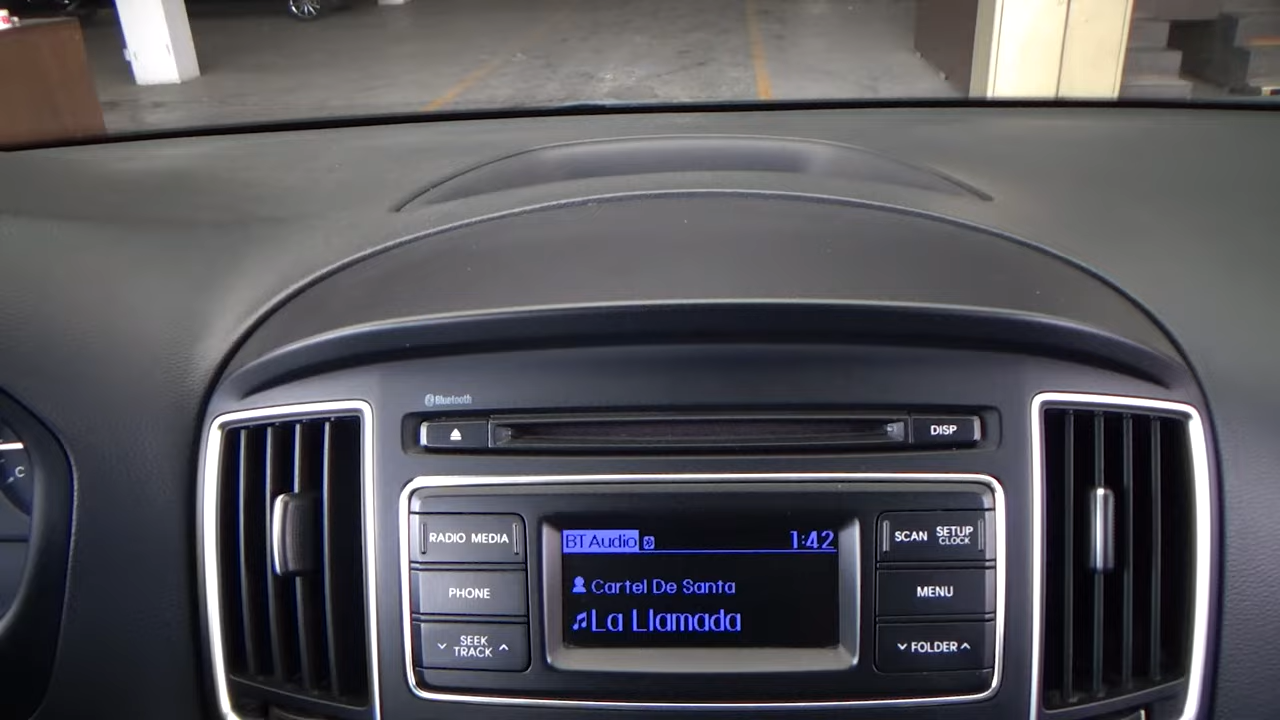 C
Bluetooth
DISP
RADIO MEDIA
PHONE
SEEK
TRACK
BT Audio
1:42
Cartel De Santa
La Llamada
SCAN
SETUP
CLOCK
MENU
FOLDER